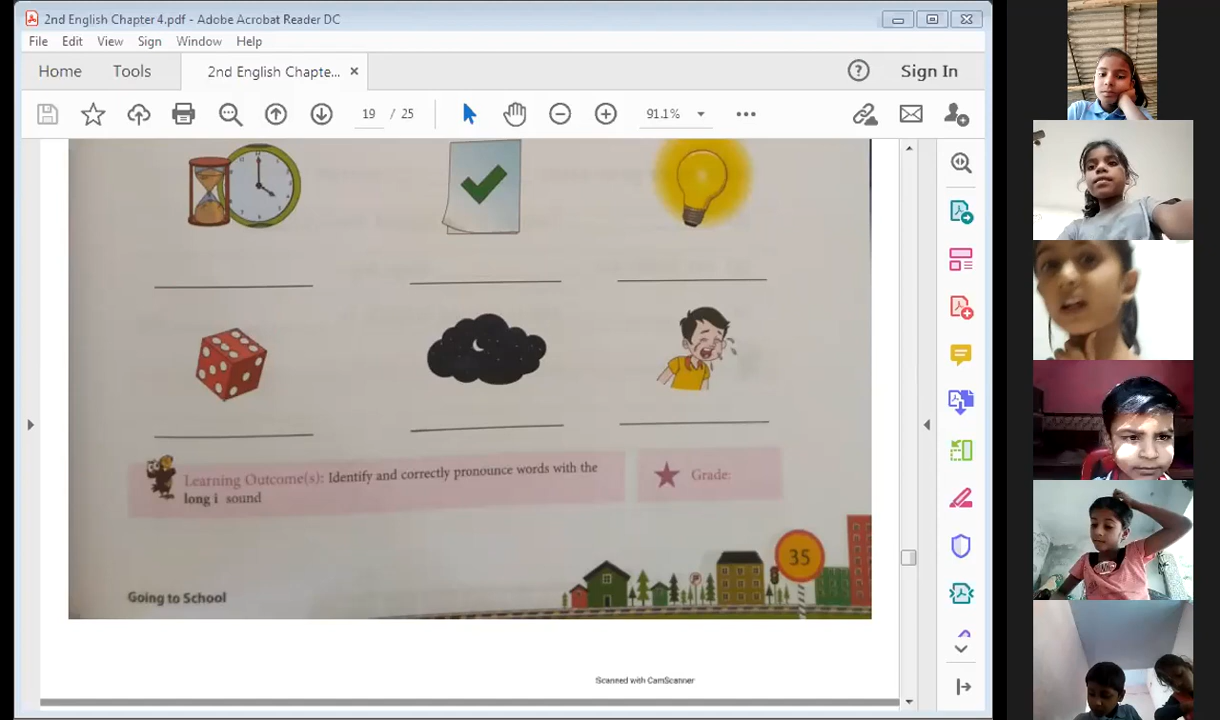 2nd English Chapter 4.pdf - Adobe Acrobat Reader DC
File Edit View Sign Window Help
Home Tools 2nd English Chapte... Sign In
19 / 25 91.1%
Learning Outcome(s): Identify and correctly pronounce words with the
long i sound
Grade:
35
Going to School
Scanned with CamScanner